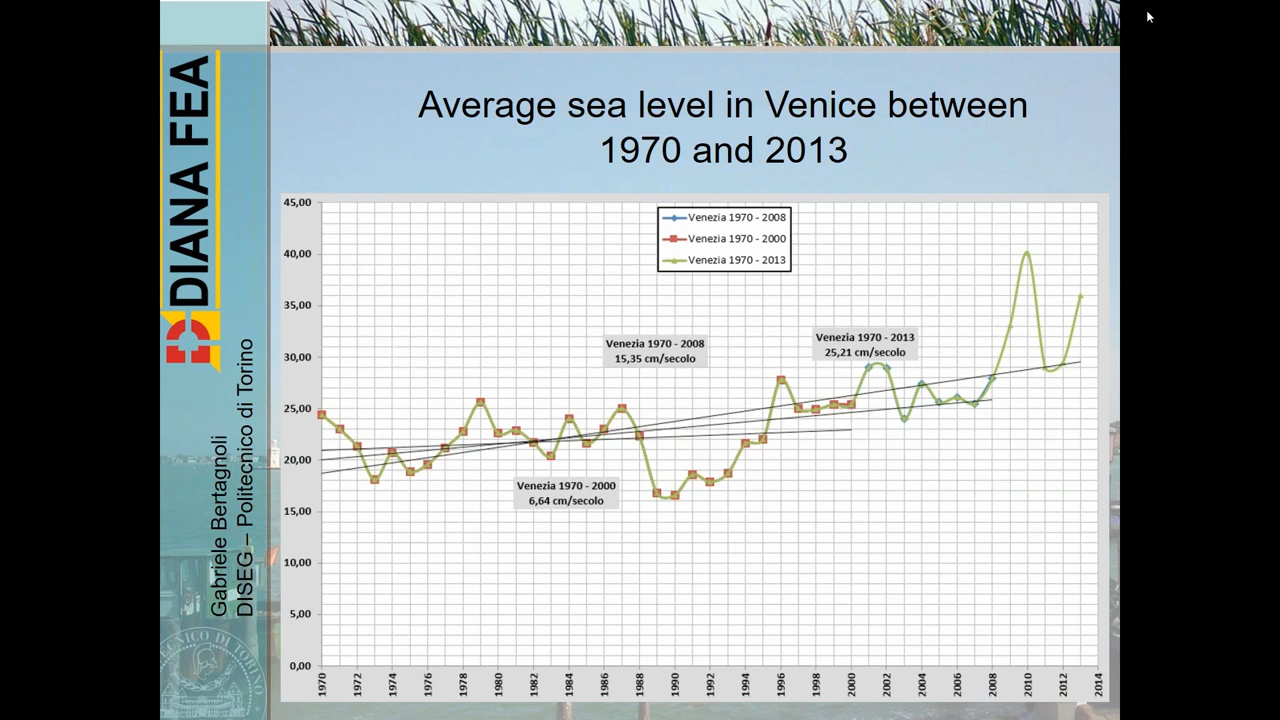 DIANA FEA
Gabriele Bertagnoli
DISEG – Politecnico di Torino
Average sea level in Venice between
1970 and 2013
45,00
40,00
35,00
30,00
25,00
20,00
15,00
10,00
5,00
0,00
Venezia 1970 - 2008
Venezia 1970 - 2000
Venezia 1970 - 2013
Venezia 1970 - 2008
15,35 cm/secolo
Venezia 1970 - 2013
25,21 cm/secolo
Venezia 1970 - 2000
6,64 cm/secolo
1970 1972 1974 1976 1978 1980 1982 1984 1986 1988 1990 1992 1994 1996 1998 2000 2002 2004 2006 2008 2010 2012 2014